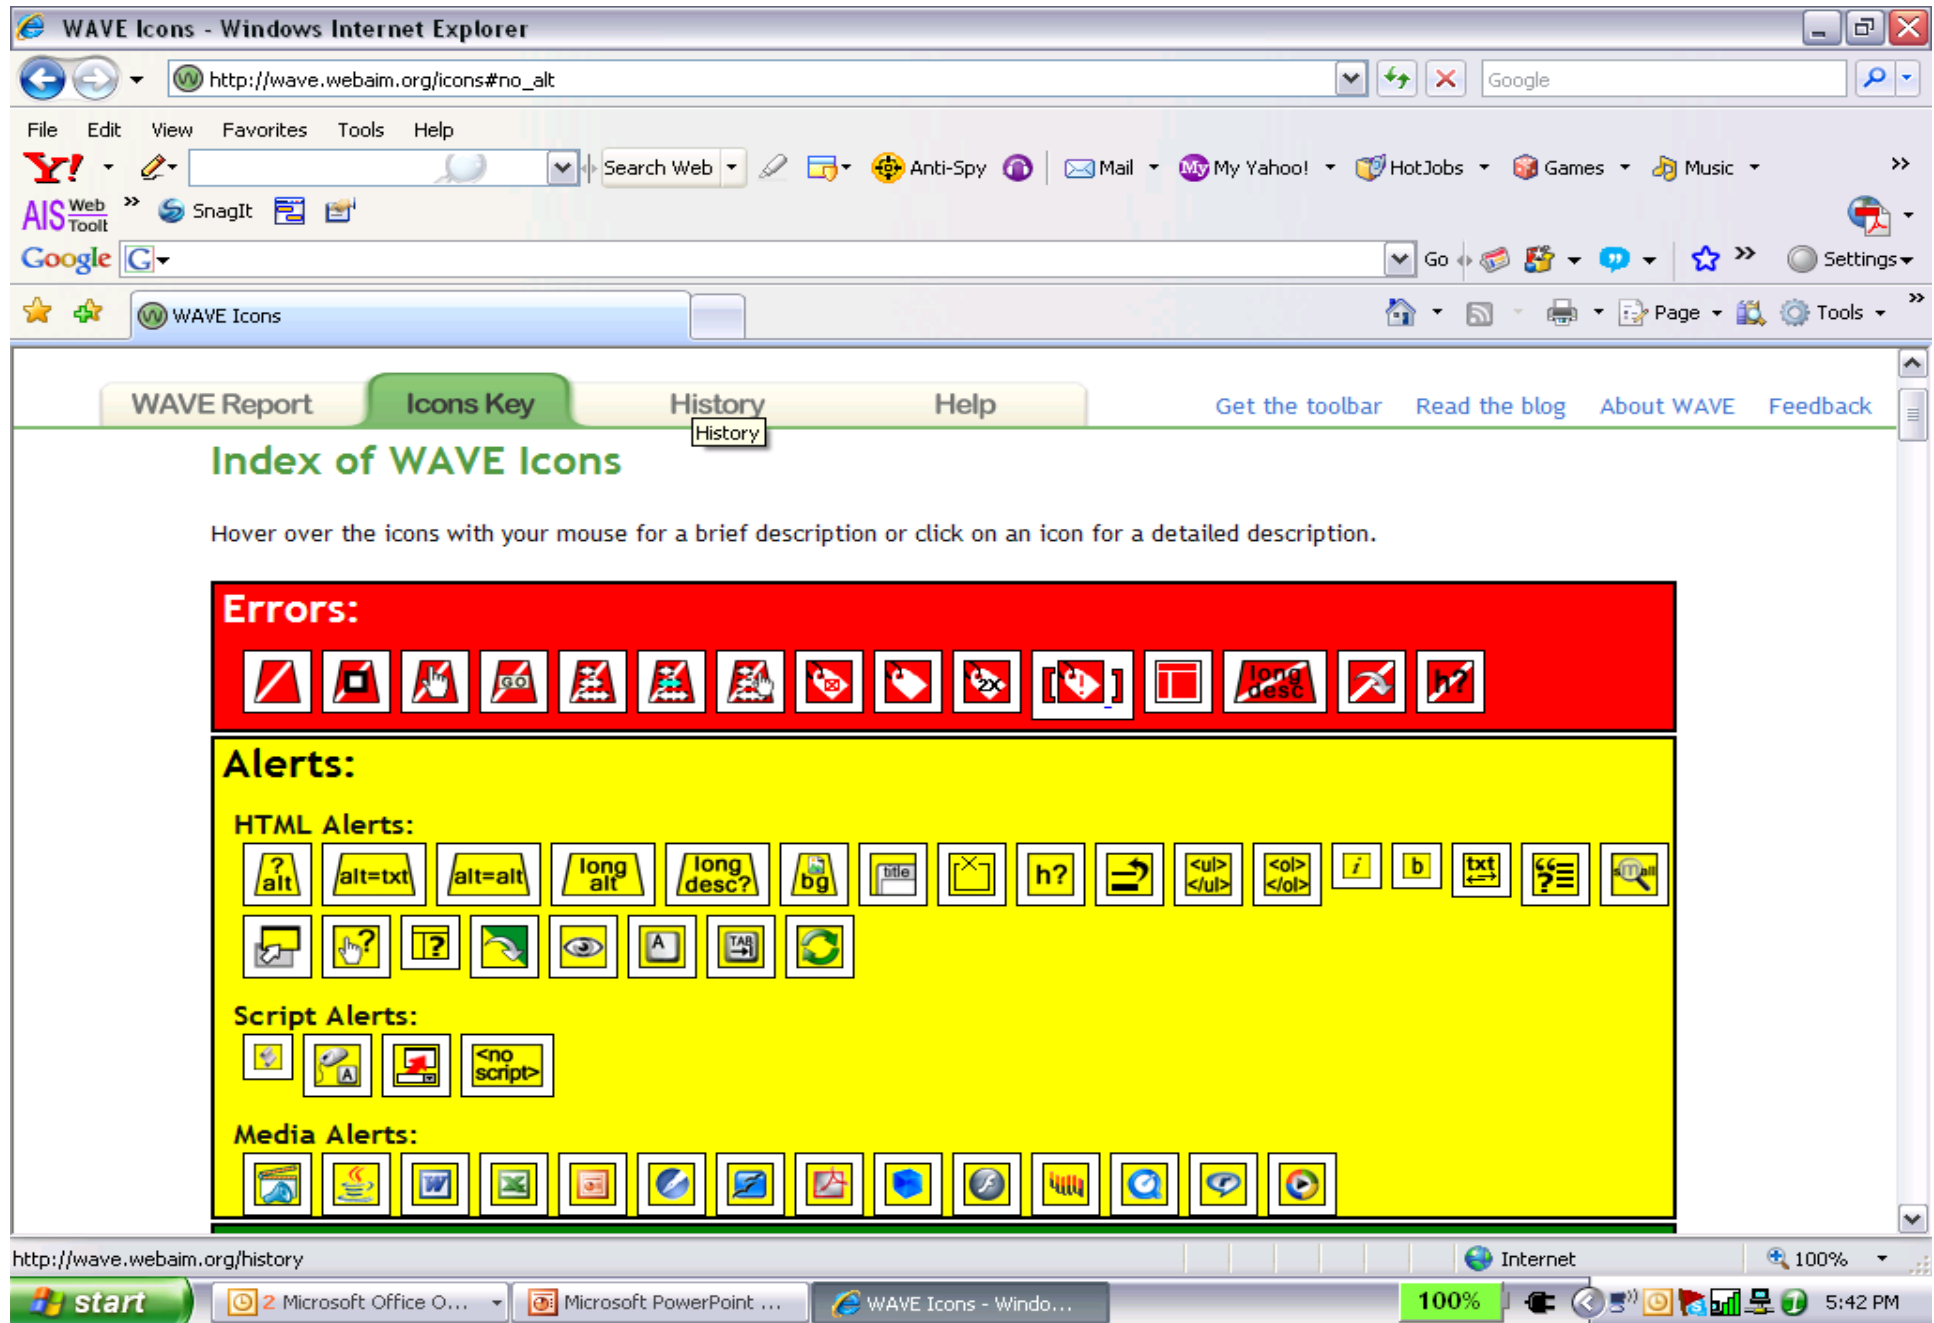 WAVE Icons - Windows Internet Explorer
http://wave.webaim.org/icons#no_alt
Google
File Edit View Favorites Tools Help
Y! Search Web Anti-Spy Mail My My Yahoo! HotJobs Games Music »
AIS Web Toolt » SnagIt
Google G Go » Settings
WAVE Icons Page Tools »
WAVE Report Icons Key History Help Get the toolbar Read the blog About WAVE Feedback
History
Index of WAVE Icons
Hover over the icons with your mouse for a brief description or click on an icon for a detailed description.
Errors:
GO 2X [ ! ] long desc h?
Alerts:
HTML Alerts:
? alt alt=txt alt=alt long alt long desc? bg title h? <ul> </ul> <ol> </ol> i b txt ? small
? ? A TAB
Script Alerts:
A <no script>
Media Alerts:
http://wave.webaim.org/history Internet 100%
start 2 Microsoft Office O... Microsoft PowerPoint ... WAVE Icons - Windo... 100% 5:42 PM